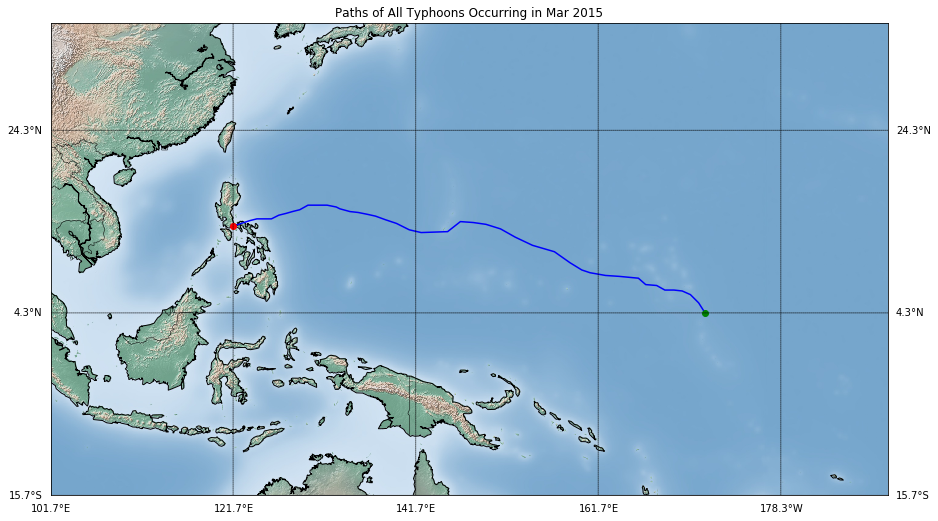 Paths of All Typhoons Occurring in Mar 2015
24.3°N 24.3°N
4.3°N 4.3°N
15.7°S 15.7°S
101.7°E 121.7°E 141.7°E 161.7°E 178.3°W